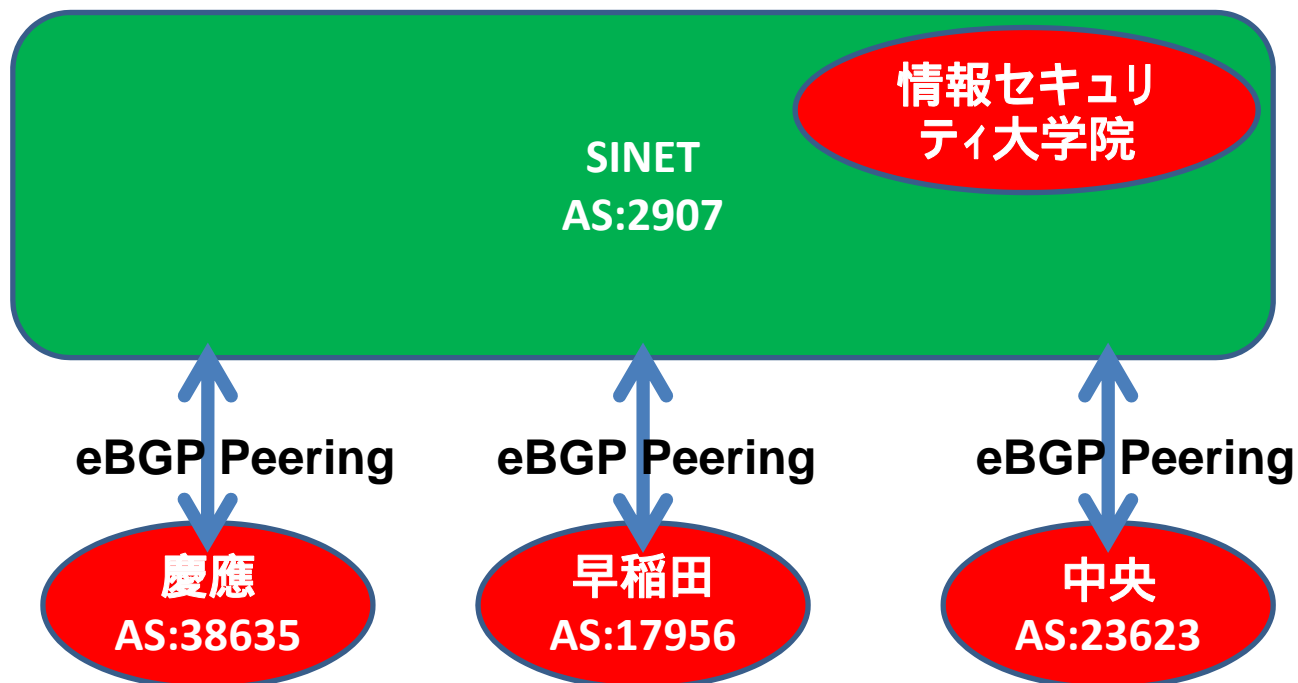 情報セキュリ
ティ大学院
SINET
AS:2907
eBGP Peering
eBGP Peering
eBGP Peering
慶應
AS:38635
早稲田
AS:17956
中央
AS:23623